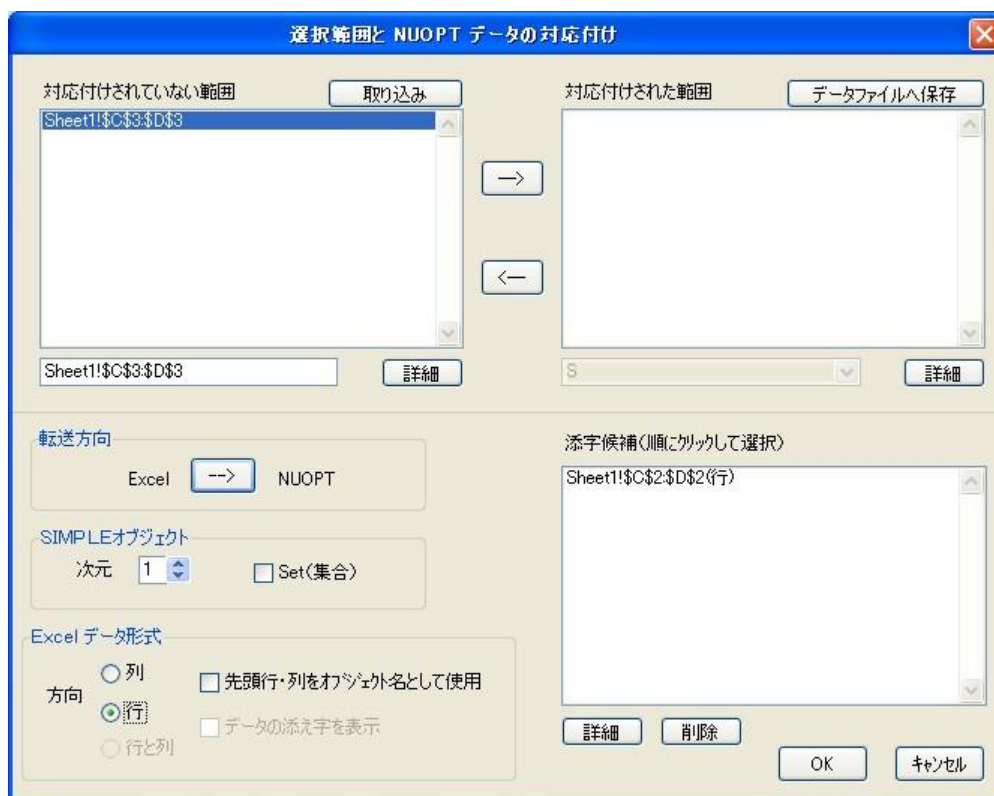 選択範囲と NUOPT データの対応付け
対応付けされていない範囲
取り込み
Sheet1!$C$3:$D$3
-->
<--
対応付けされた範囲
データファイルへ保存
Sheet1!$C$3:$D$3
詳細
S
詳細
転送方向
Excel --> NUOPT
SIMPLEオブジェクト
次元 1 Set(集合)
Excel データ形式
方向
列
行
行と列
先頭行・列をオブジェクト名として使用
データの添え字を表示
添字候補(順にクリックして選択)
Sheet1!$C$2:$D$2(行)
詳細
削除
OK
キャンセル